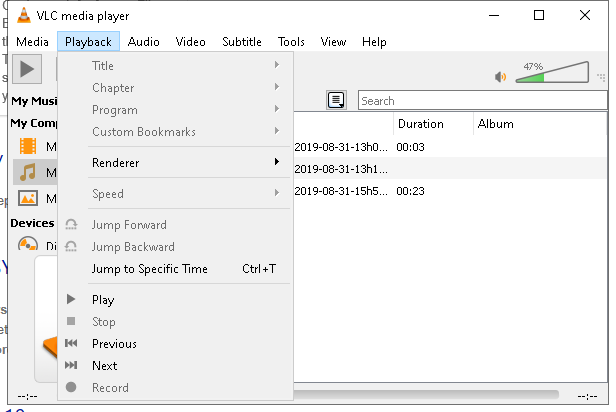 VLC media player
Media Playback Audio Video Subtitle Tools View Help
47%
Title
Chapter
Program
Custom Bookmarks
Renderer
Speed
Jump Forward
Jump Backward
Jump to Specific Time Ctrl+T
Play
Stop
Previous
Next
Record
My Musi
My Comp
M
M
M
Devices
Di
Search
Duration Album
2019-08-31-13h0... 00:03
2019-08-31-13h1...
2019-08-31-15h5... 00:23
--:-- --:--